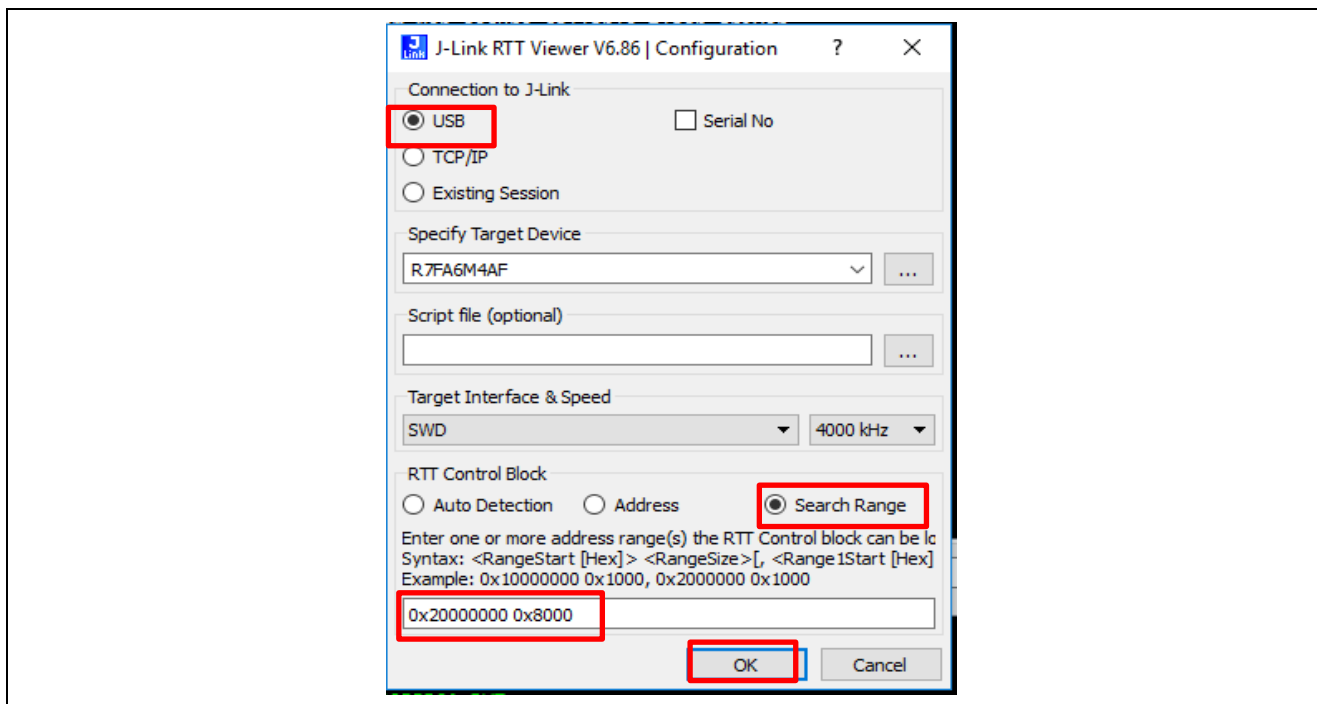 J-Link RTT Viewer V6.86 | Configuration ?
Connection to J-Link
USB Serial No
TCP/IP
Existing Session
Specify Target Device
R7FA6M4AF ...
Script file (optional)
...
Target Interface & Speed
SWD 4000 kHz
RTT Control Block
Auto Detection Address Search Range
Enter one or more address range(s) the RTT Control block can be lo
Syntax: <RangeStart [Hex]> <RangeSize>[, <Range1Start [Hex]
Example: 0x10000000 0x1000, 0x2000000 0x1000
0x20000000 0x8000
OK Cancel